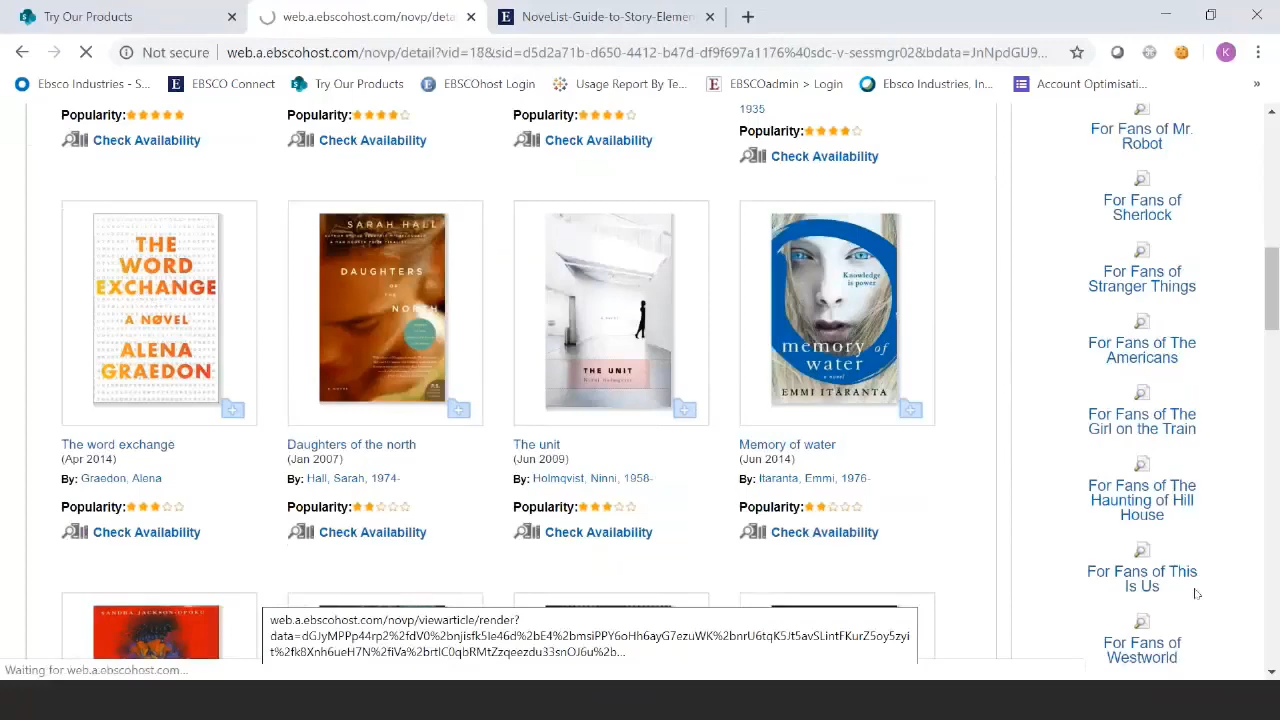 Try Our Products
web.a.ebscohost.com/novp/deta
NoveList-Guide-to-Story-Elemen
Not secure
web.a.ebscohost.com/novp/detail?vid=18&sid=d5d2a71b-d650-4412-b47d-df9f697a1176%40sdc-v-sessmgr02&bdata=JnNpdGU9...
K
Ebsco Industries - S...
EBSCO Connect
Try Our Products
EBSCOhost Login
Usage Report By Te...
EBSCOadmin > Login
Ebsco Industries, In...
Account Optimisati...
»
1935
Popularity:
Popularity:
Popularity:
Popularity:
Check Availability
Check Availability
Check Availability
Check Availability
THE
WORD
EXCHANGE
A NOVEL
ALENA
GRAEDON
SARAH HALL
DAUGHTERS
OF
THE
NORTH
A NOVEL
THE UNIT
Knowledge
is power
memory of
water
a novel
EMMI ITÄRANTA
The word exchange
(Apr 2014)
By: Graedon, Alena
Popularity:
Check Availability
Daughters of the north
(Jan 2007)
By: Hall, Sarah, 1974-
Popularity:
Check Availability
The unit
(Jun 2009)
By: Holmqvist, Ninni, 1958-
Popularity:
Check Availability
Memory of water
(Jun 2014)
By: Itaranta, Emmi, 1976-
Popularity:
Check Availability
For Fans of Mr.
Robot
For Fans of
Sherlock
For Fans of
Stranger Things
For Fans of The
Americans
For Fans of The
Girl on the Train
For Fans of The
Haunting of Hill
House
For Fans of This
Is Us
For Fans of
Westworld
web.a.ebscohost.com/novp/viewarticle/render?
Waiting for web.a.ebscohost.com...